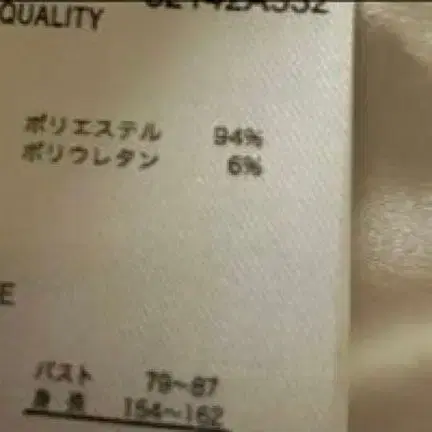 QUALITY
ポリエステル 94%
ポリウレタン 6%
E
バスト 79~87
身長 154~162